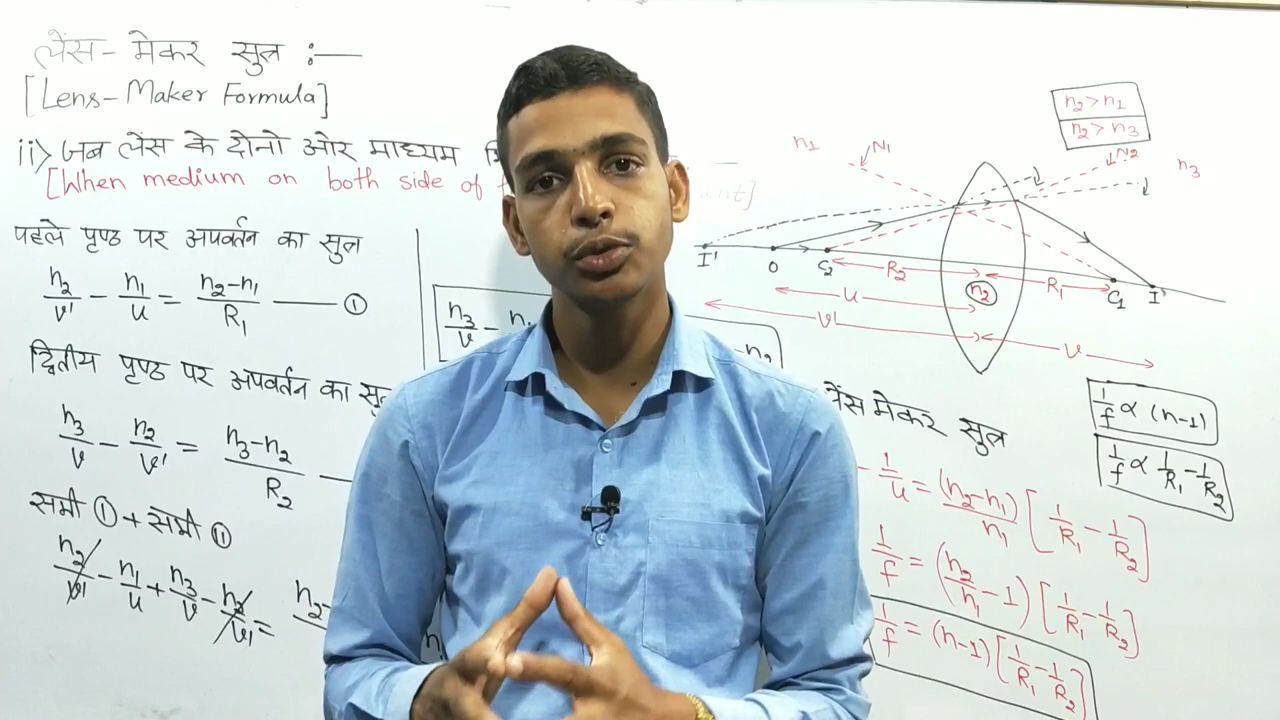 लेंस-मेकर सुत्र :—
[Lens-Maker Formula]
ii) जब लेंस के दोनो ओर माध्यम
[When medium on both side of
पहले पृष्ठ पर अपवर्तन का सुत्र
n₂/v' - n₁/u = n₂-n₁/R₁ —— ①
द्वितीय पृष्ठ पर अपवर्तन का सुत्र
n₃/v - n₂/v' = n₃-n₂/R₂ —
समी ① + समी ⑪
n₂/v' - n₁/u + n₃/v - n₂/v' =
n₃/v -
n₂>n₁
n₂>n₃
n₁
N₁
N₂
n₃
I' O C₂ C₁ I'
R₂ n₂ R₁
u
v'
v
लेंस मेकर सुत्र
- 1/u = (n₂-n₁)/n₁ [1/R₁ - 1/R₂]
1/f = (n₂/n₁ - 1) [1/R₁ - 1/R₂]
1/f = (n-1) [1/R₁ - 1/R₂]
1/f ∝ (n-1)
1/f ∝ 1/R₁ - 1/R₂